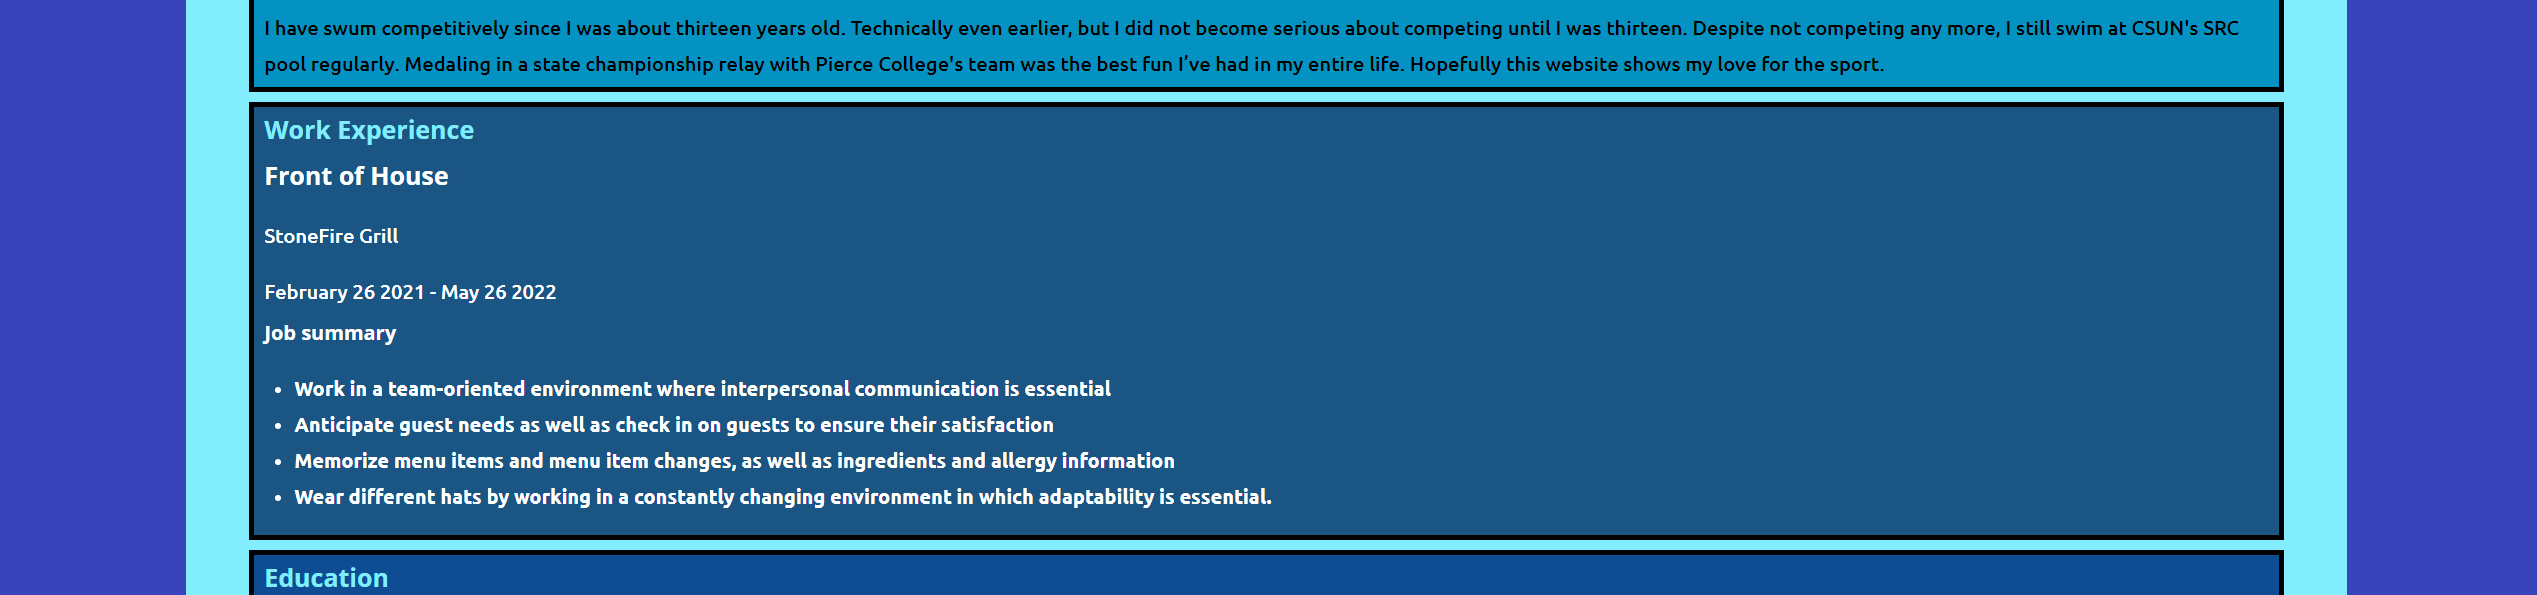 I have swum competitively since I was about thirteen years old. Technically even earlier, but I did not become serious about competing until I was thirteen. Despite not competing any more, I still swim at CSUN's SRC
pool regularly. Medaling in a state championship relay with Pierce College's team was the best fun I’ve had in my entire life. Hopefully this website shows my love for the sport.
Work Experience
Front of House
StoneFire Grill
February 26 2021 - May 26 2022
Job summary
• Work in a team-oriented environment where interpersonal communication is essential
• Anticipate guest needs as well as check in on guests to ensure their satisfaction
• Memorize menu items and menu item changes, as well as ingredients and allergy information
• Wear different hats by working in a constantly changing environment in which adaptability is essential.
Education